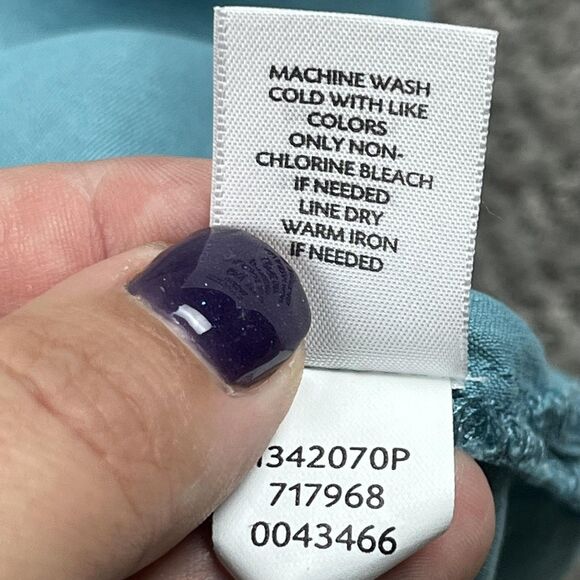 MACHINE WASH
COLD WITH LIKE
COLORS
ONLY NON-
CHLORINE BLEACH
IF NEEDED
LINE DRY
WARM IRON
IF NEEDED
717968
0043466